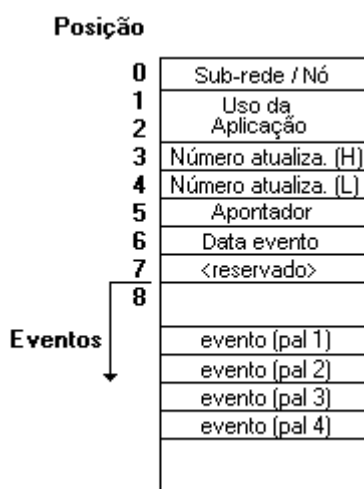 Posição
0 Sub-rede / Nó
1 Uso da
2 Aplicação
3 Número atualiza. (H)
4 Número atualiza. (L)
5 Apontador
6 Data evento
7 <reservado>
8
Eventos
evento (pal 1)
evento (pal 2)
evento (pal 3)
evento (pal 4)